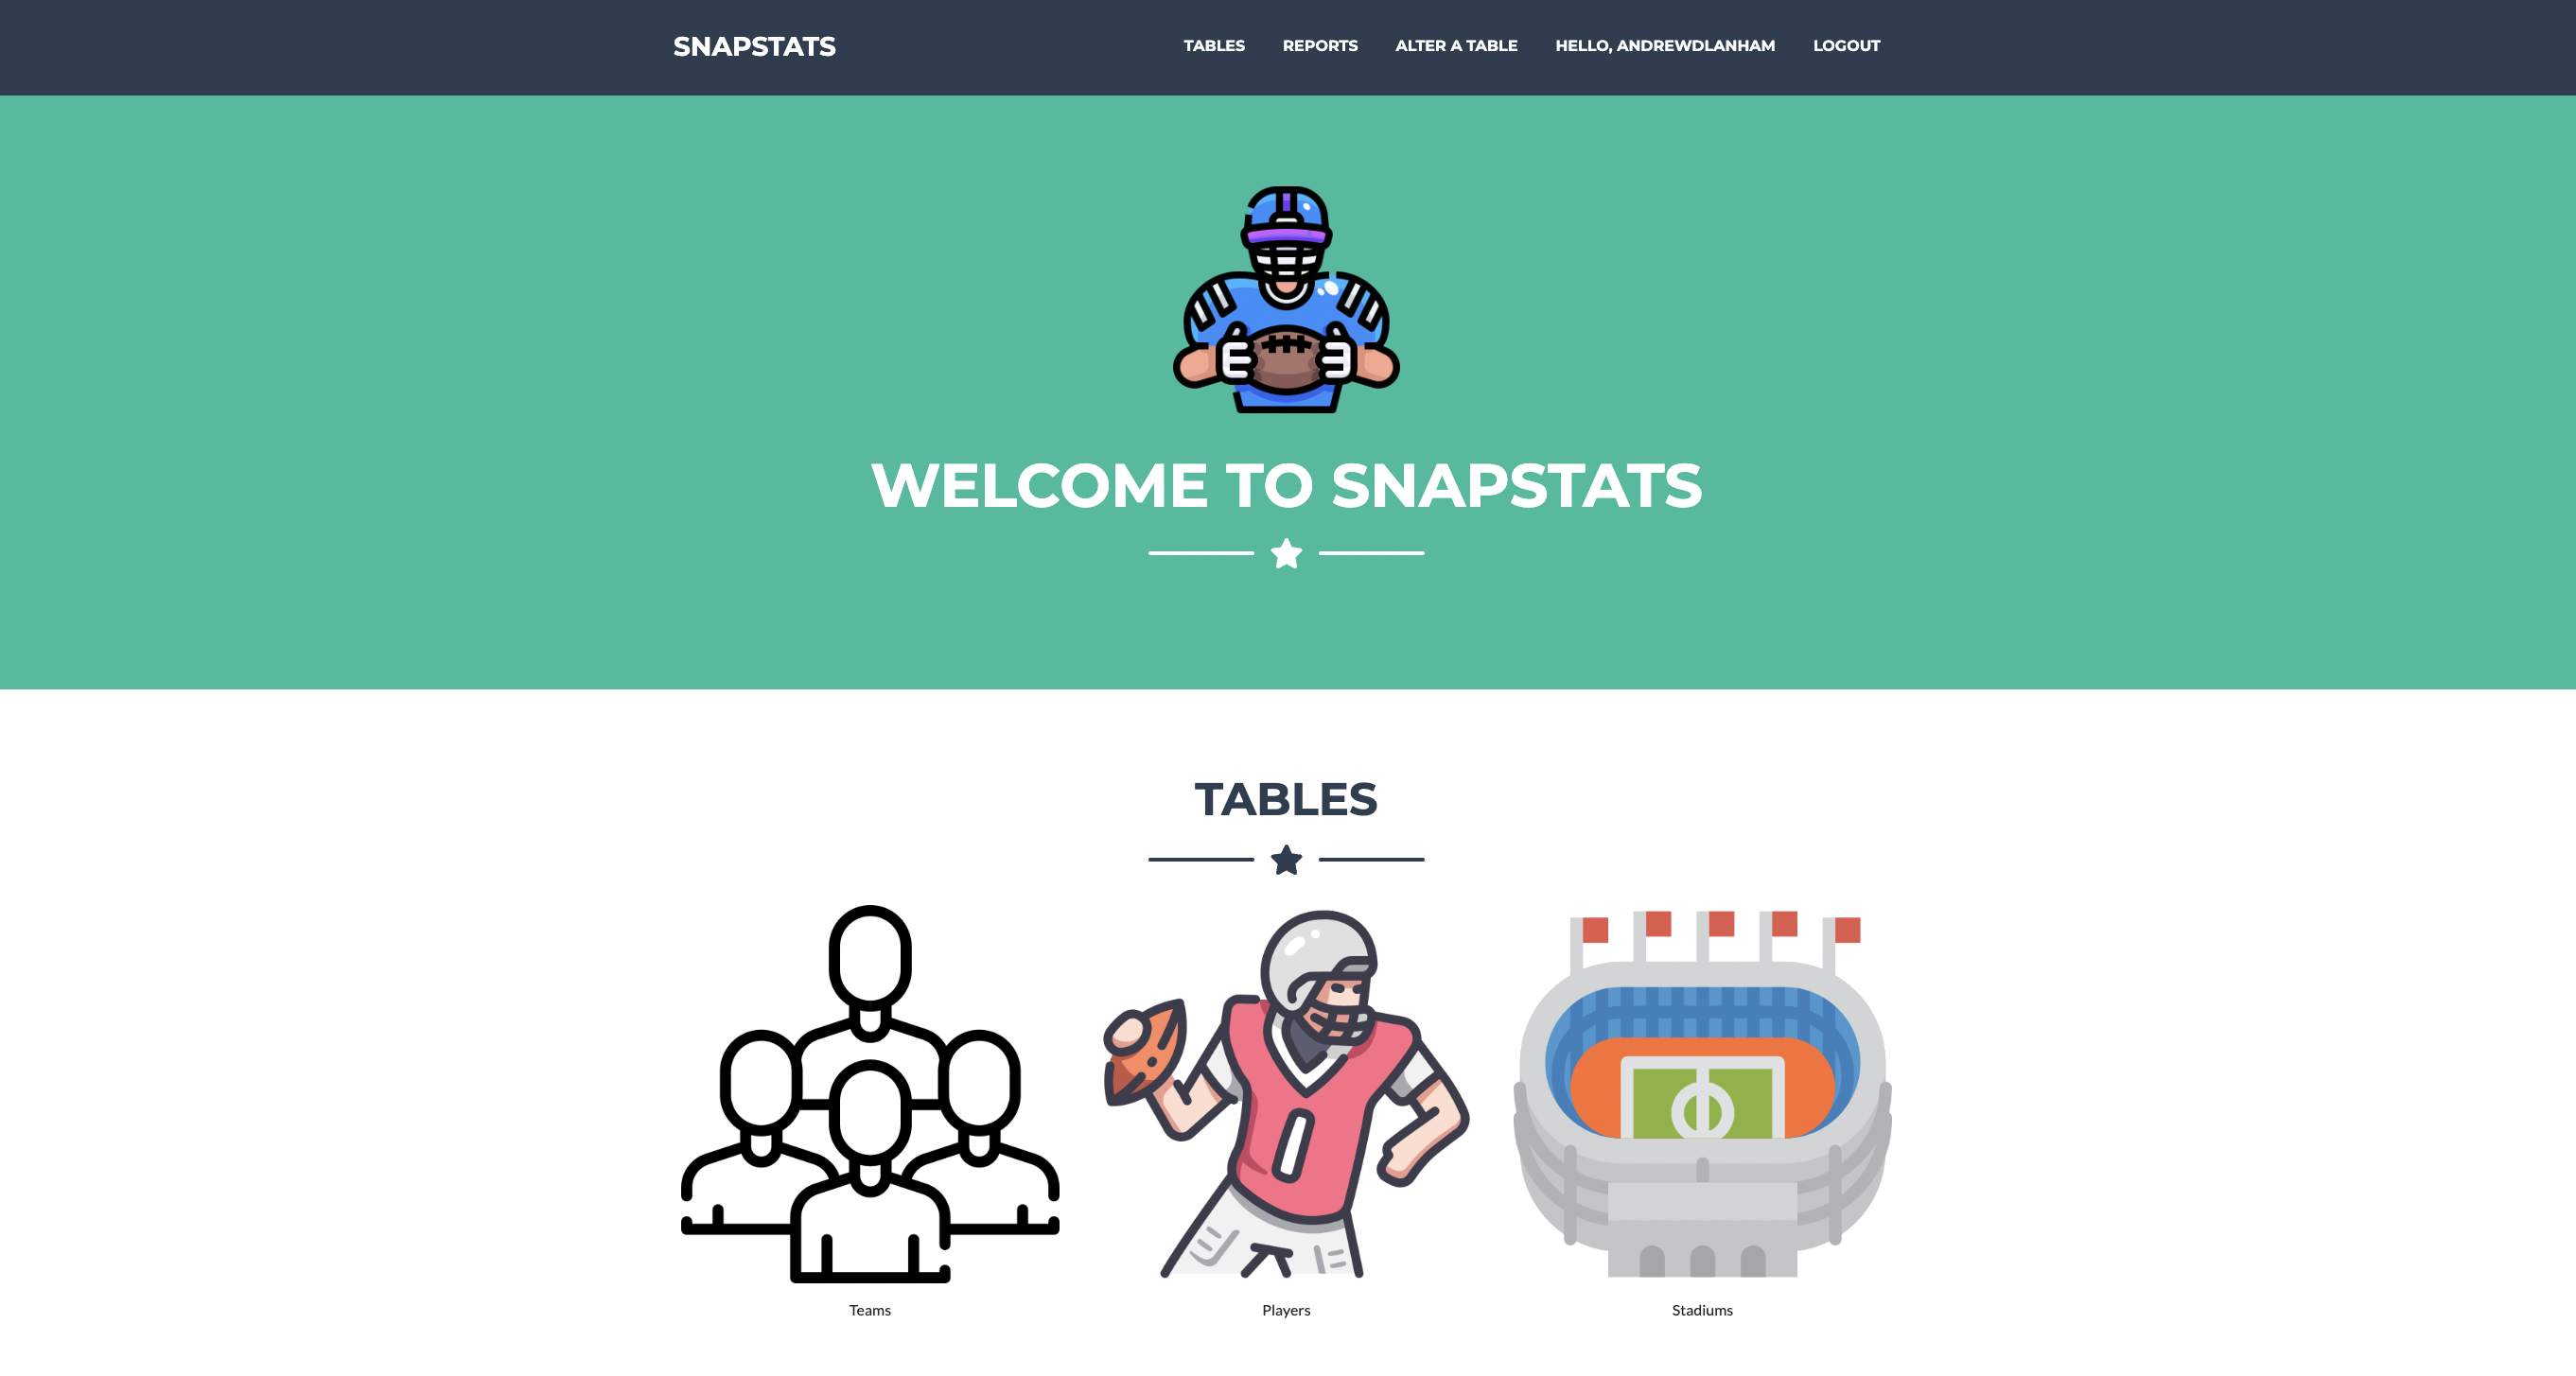 SNAPSTATS
TABLES REPORTS ALTER A TABLE HELLO, ANDREWDLANHAM LOGOUT
WELCOME TO SNAPSTATS
TABLES
Teams
Players
Stadiums